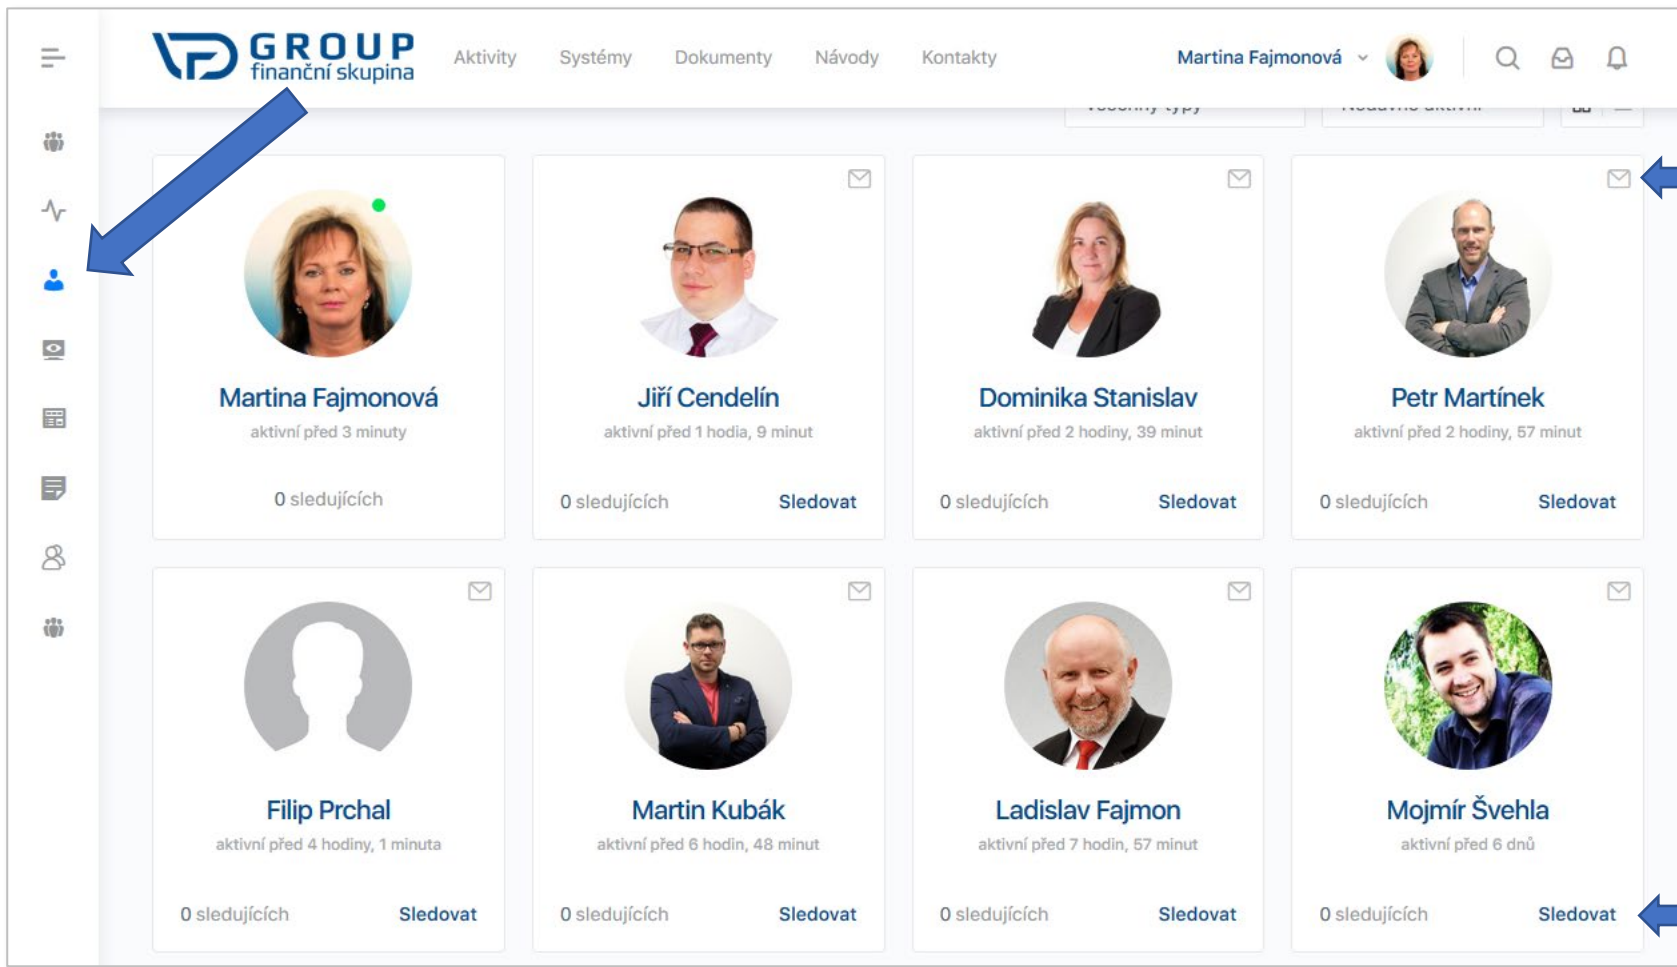 GROUP
finanční skupina
Aktivity Systémy Dokumenty Návody Kontakty
Martina Fajmonová
Martina Fajmonová
aktivní před 3 minuty
0 sledujících
Jiří Cendelín
aktivní před 1 hodia, 9 minut
0 sledujících Sledovat
Dominika Stanislav
aktivní před 2 hodiny, 39 minut
0 sledujících Sledovat
Petr Martínek
aktivní před 2 hodiny, 57 minut
0 sledujících Sledovat
Filip Prchal
aktivní před 4 hodiny, 1 minuta
0 sledujících Sledovat
Martin Kubák
aktivní před 6 hodin, 48 minut
0 sledujících Sledovat
Ladislav Fajmon
aktivní před 7 hodin, 57 minut
0 sledujících Sledovat
Mojmír Švehla
aktivní před 6 dnů
0 sledujících Sledovat